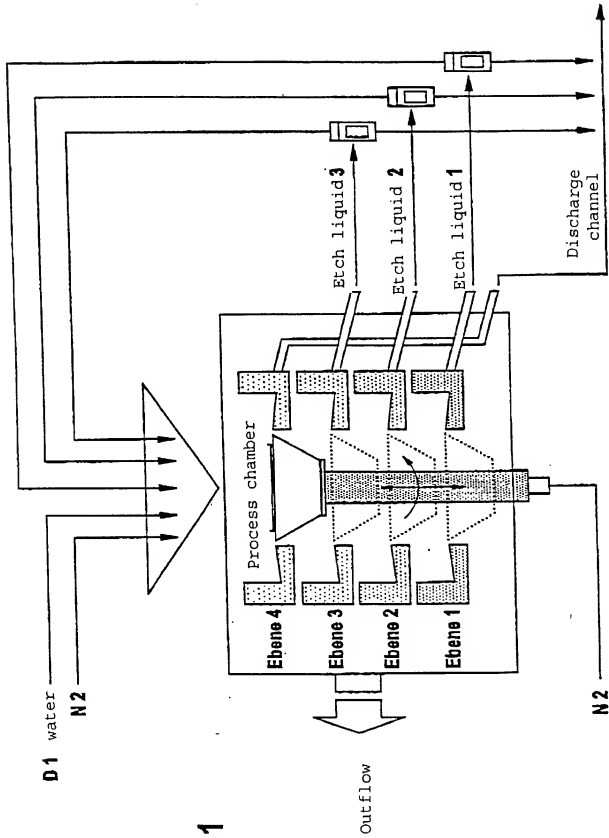 D1 water
N2
1
Process chamber
Ebene 4
Ebene 3
Ebene 2
Ebene 1
Etch liquid 3
Etch liquid 2
Etch liquid 1
Discharge
channel
Outflow
N2